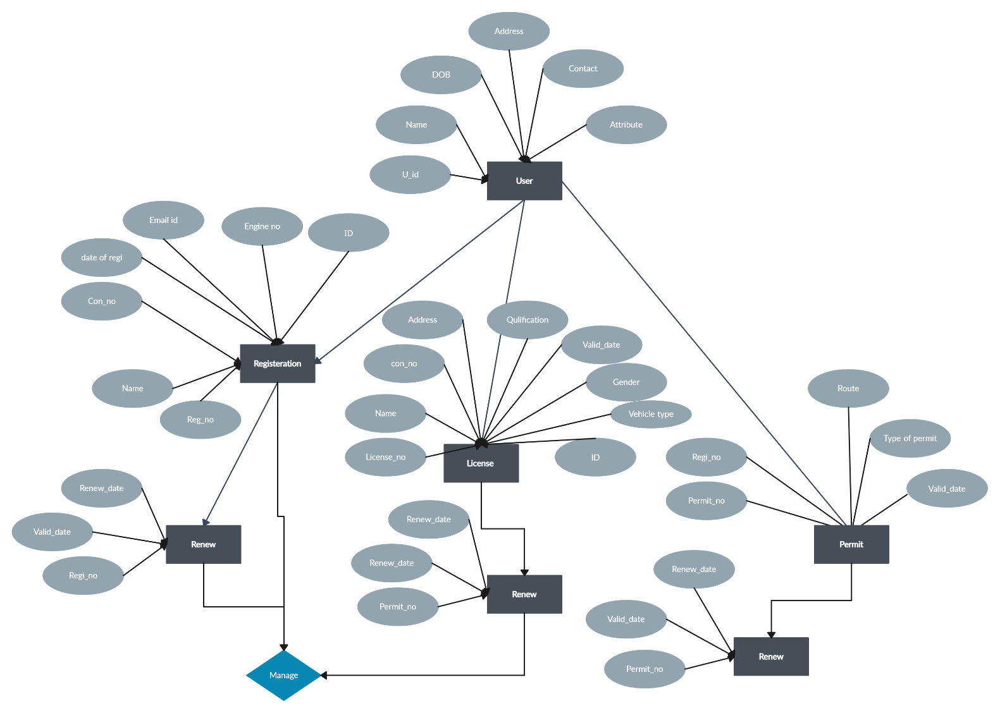 Address
Contact
DOB
Name
Attribute
U_id
User
Email id
Engine no
ID
date of regi
Con_no
Registeration
Name
Reg_no
Address
Qulification
Valid_date
con_no
Gender
Name
Vehicle type
License_no
ID
License
Route
Type of permit
Regi_no
Valid_date
Permit_no
Permit
Renew_date
Valid_date
Regi_no
Renew
Renew_date
Renew_date
Permit_no
Renew
Renew_date
Valid_date
Permit_no
Renew
Manage